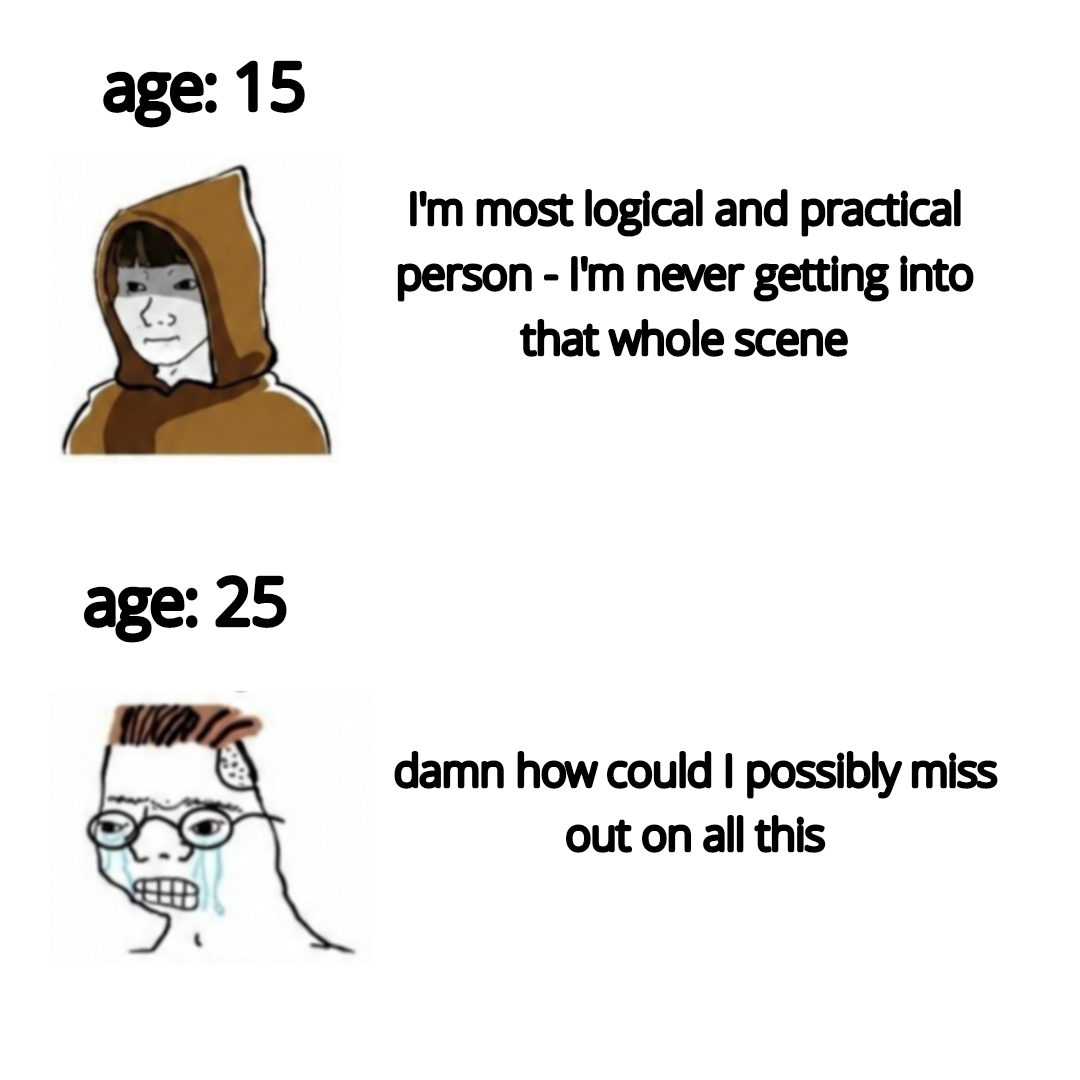 age: 15
I'm most logical and practical
person - I'm never getting into
that whole scene
age: 25
damn how could I possibly miss
out on all this